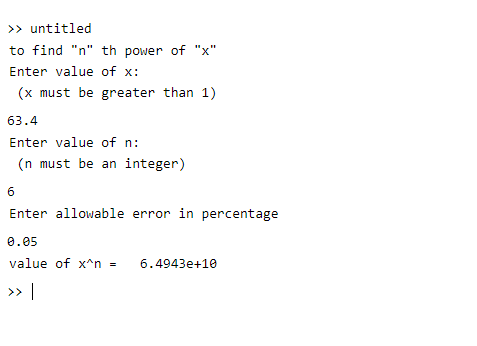 >> untitled
to find "n" th power of "x"
Enter value of x:
(x must be greater than 1)
63.4
Enter value of n:
(n must be an integer)
6
Enter allowable error in percentage
0.05
value of x^n =   6.4943e+10
>>